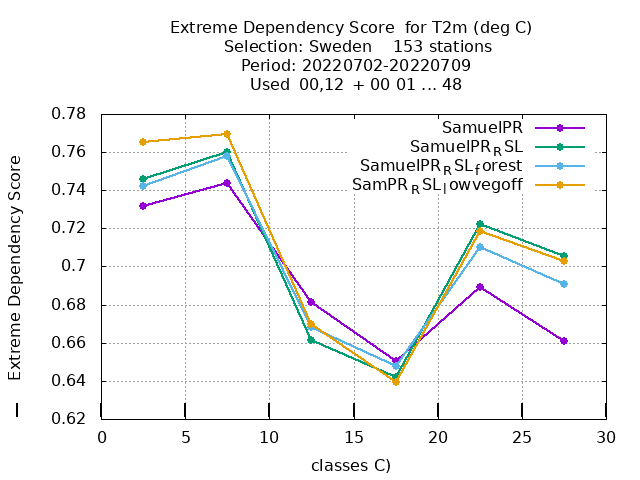 Extreme Dependency Score  for T2m (deg C)
Selection: Sweden    153 stations
Period: 20220702-20220709
Used  00,12  + 00 01 ... 48
Extreme Dependency Score
0.78
0.76
0.74
0.72
0.7
0.68
0.66
0.64
0.62
SamuelPR
SamuelPR_RSL
SamuelPR_RSL_forest
SamPR_RSL_lowvegoff
0 5 10 15 20 25 30
classes C)